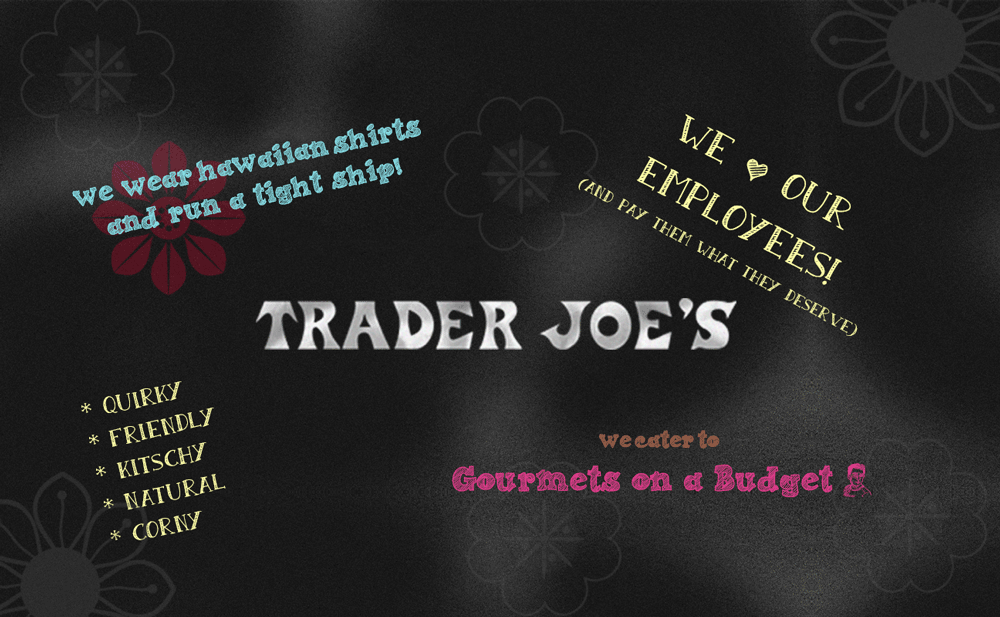 we wear hawaiian shirts
and run a tight ship!
WE ♥ OUR
EMPLOYEES!
(AND PAY THEM WHAT THEY DESERVE)
TRADER JOE'S
* QUIRKY
* FRIENDLY
* KITSCHY
* NATURAL
* CORNY
we cater to
Gourmets on a Budget